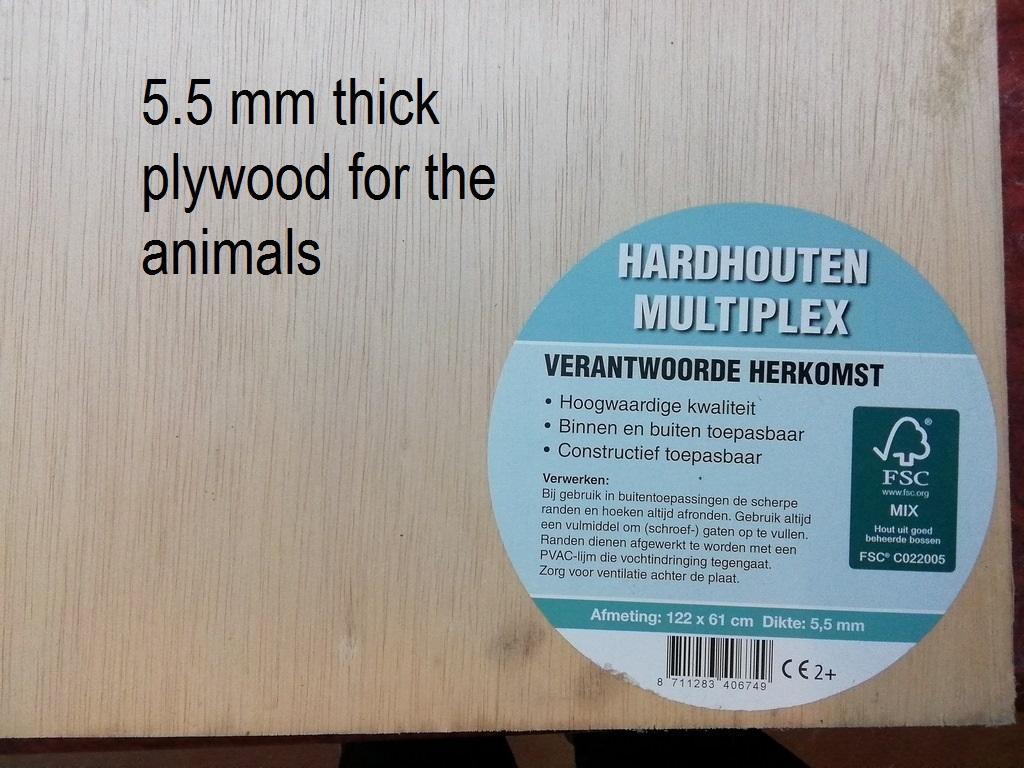 5.5 mm thick
plywood for the
animals
HARDHOUTEN
MULTIPLEX
VERANTWOORDE HERKOMST
• Hoogwaardige kwaliteit
• Binnen en buiten toepasbaar
• Constructief toepasbaar
Verwerken:
Bij gebruik in buitentoepassingen de scherpe
randen en hoeken altijd afronden. Gebruik altijd
een vulmiddel om (schroef-) gaten op te vullen.
Randen dienen afgewerkt te worden met een
PVAC-lijm die vochtindringing tegengaat.
Zorg voor ventilatie achter de plaat.
®
FSC
www.fsc.org
MIX
Hout uit goed
beheerde bossen
FSC® C022005
Afmeting: 122 x 61 cm Dikte: 5,5 mm
8 711283 406749
CE 2+